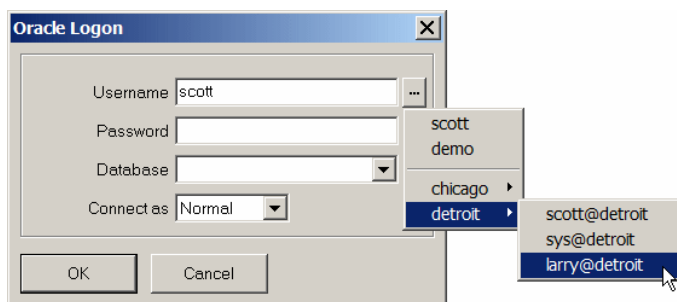 Oracle Logon
Username scott ...
Password
Database
Connect as Normal
OK Cancel
scott
demo
chicago
detroit
scott@detroit
sys@detroit
larry@detroit